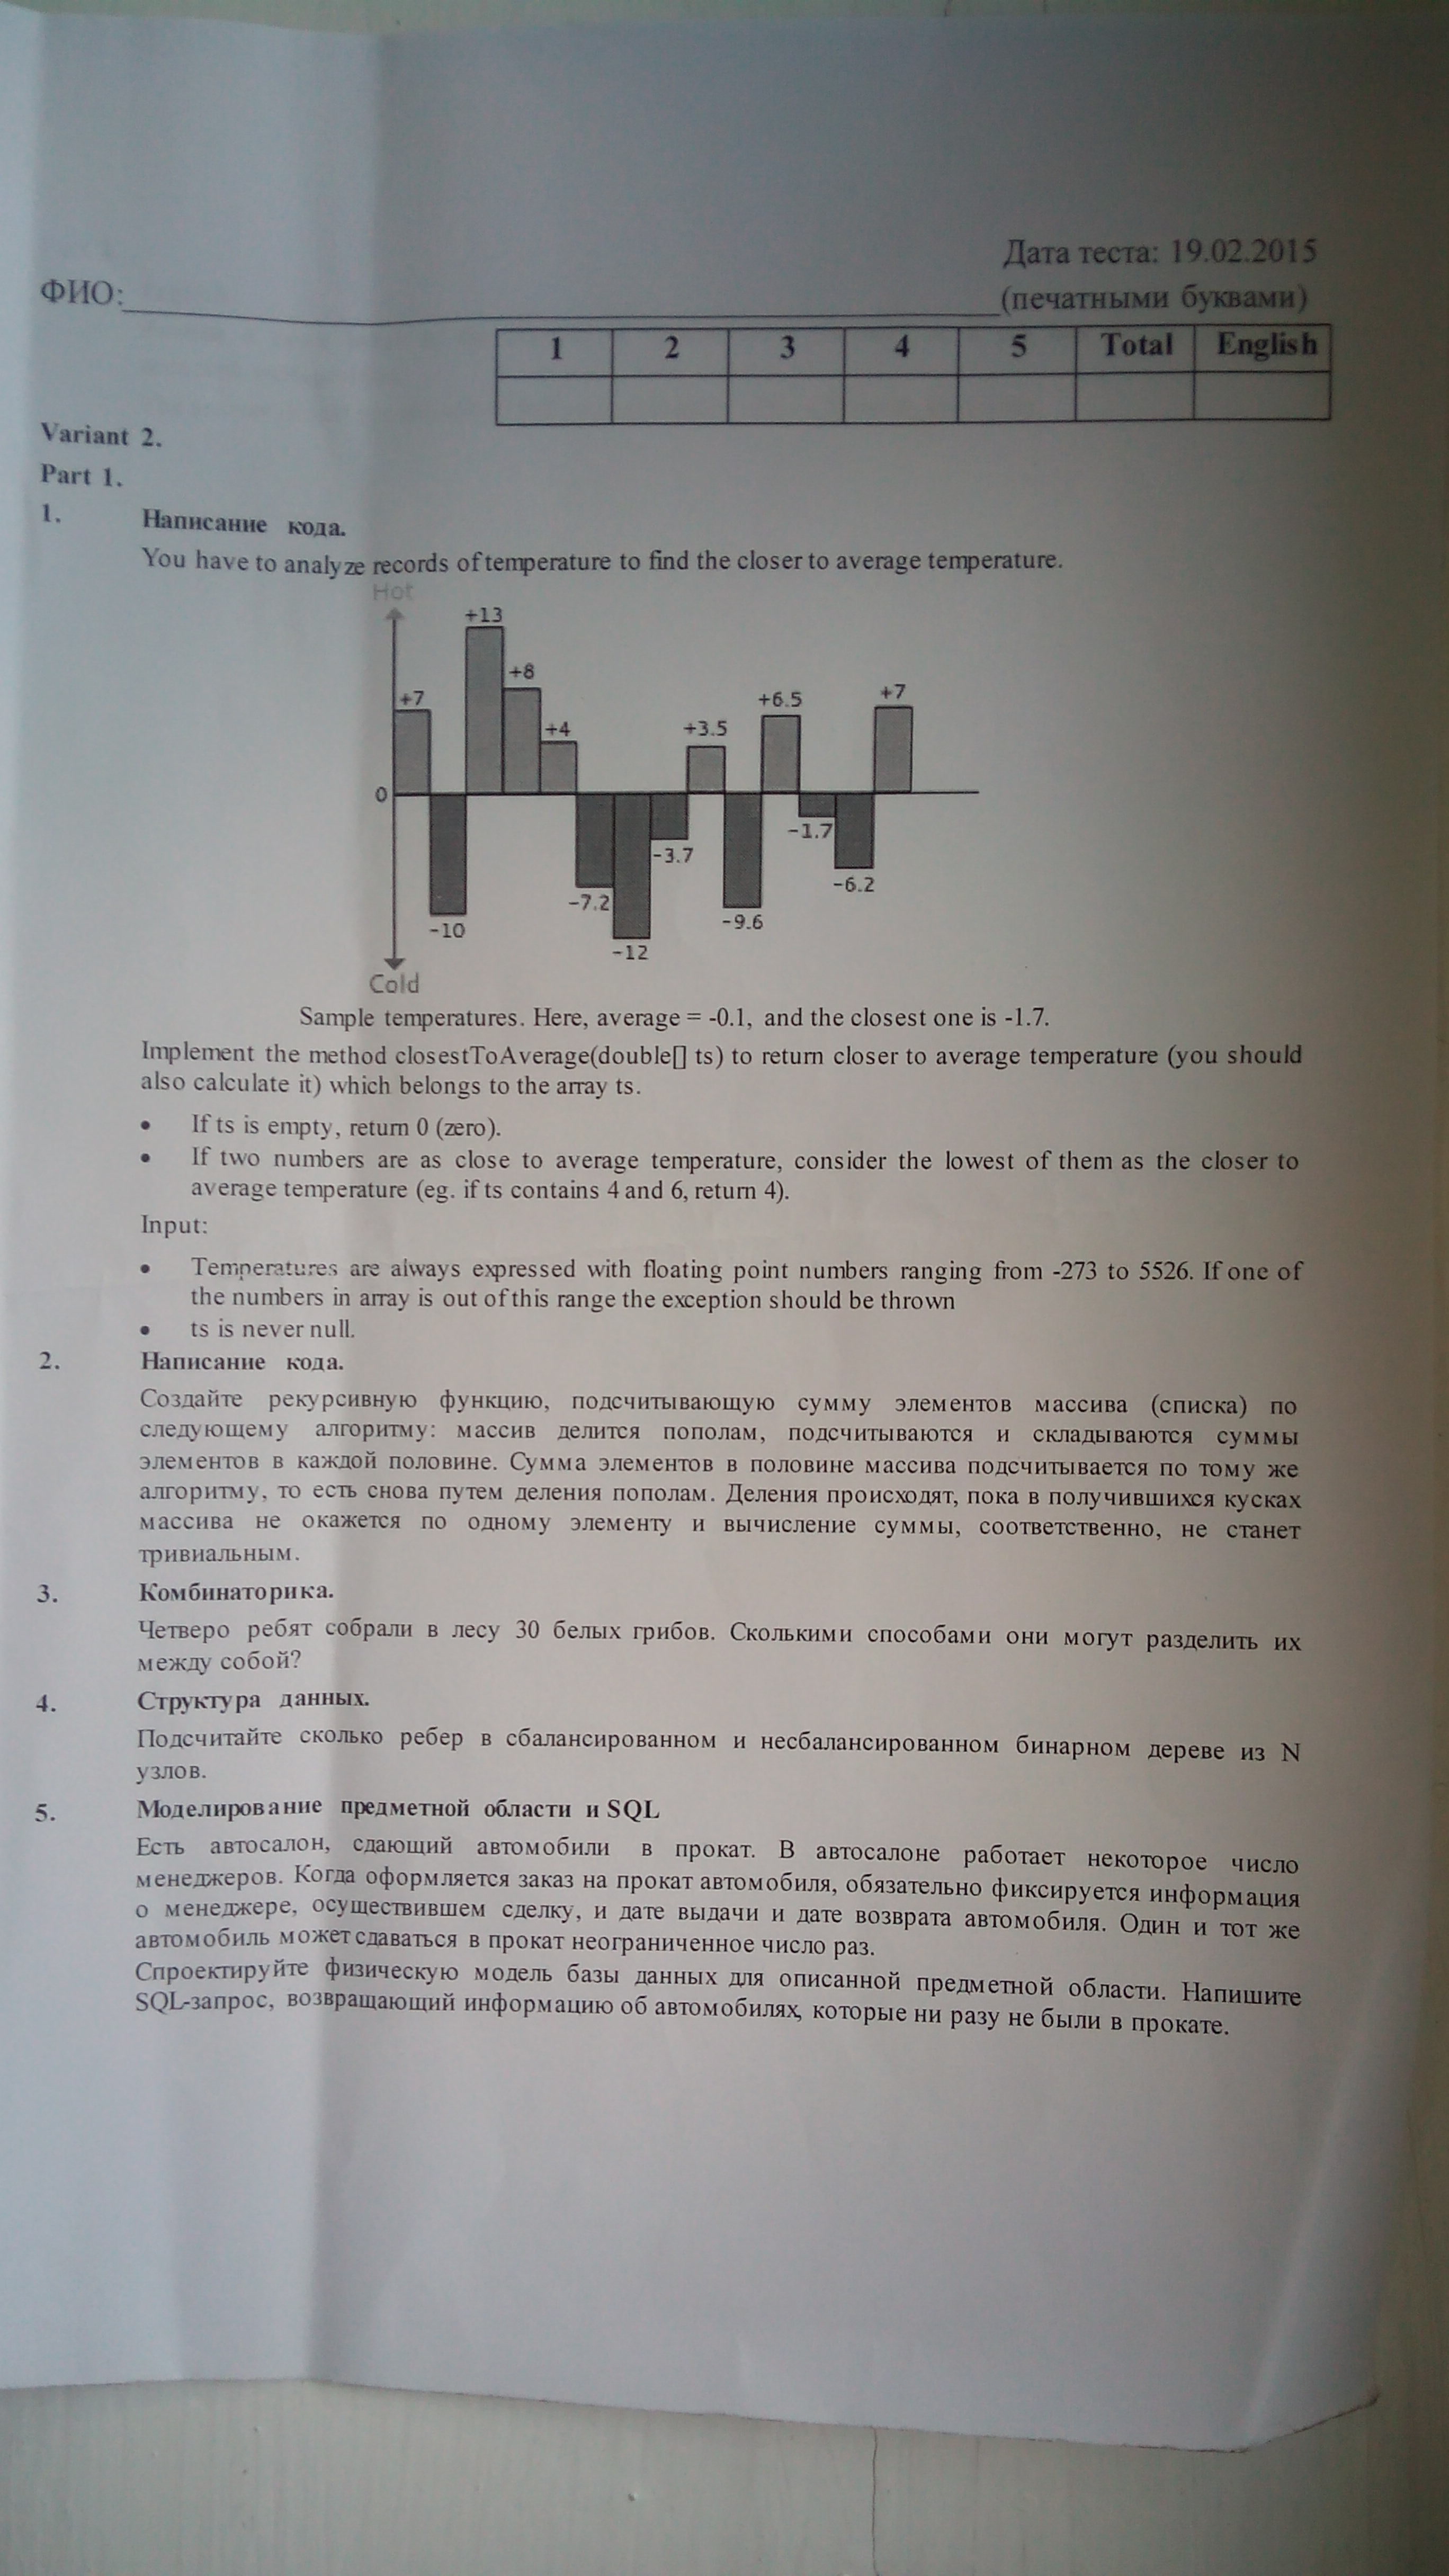 Дата теста: 19.02.2015
ФИО:
(печатными буквами)
1 2 3 4 5 Total English
Variant 2.
Part 1.
1. Написание кода.
You have to analyze records of temperature to find the closer to average temperature.
Hot
+13
+8
+7
+4
+3.5
+6.5
+7
0
-10
-7.2
-12
-3.7
-9.6
-1.7
-6.2
Cold
Sample temperatures. Here, average = -0.1, and the closest one is -1.7.
Implement the method closestToAverage(double[] ts) to return closer to average temperature (you should
also calculate it) which belongs to the array ts.
• If ts is empty, return 0 (zero).
• If two numbers are as close to average temperature, consider the lowest of them as the closer to
average temperature (eg. if ts contains 4 and 6, return 4).
Input:
• Temperatures are always expressed with floating point numbers ranging from -273 to 5526. If one of
the numbers in array is out of this range the exception should be thrown
• ts is never null.
2. Написание кода.
Создайте рекурсивную функцию, подсчитывающую сумму элементов массива (списка) по
следующему алгоритму: массив делится пополам, подсчитываются и складываются суммы
элементов в каждой половине. Сумма элементов в половине массива подсчитывается по тому же
алгоритму, то есть снова путем деления пополам. Деления происходят, пока в получившихся кусках
массива не окажется по одному элементу и вычисление суммы, соответственно, не станет
тривиальным.
3. Комбинаторика.
Четверо ребят собрали в лесу 30 белых грибов. Сколькими способами они могут разделить их
между собой?
4. Структура данных.
Подсчитайте сколько ребер в сбалансированном и несбалансированном бинарном дереве из N
узлов.
5. Моделирование предметной области и SQL
Есть автосалон, сдающий автомобили в прокат. В автосалоне работает некоторое число
менеджеров. Когда оформляется заказ на прокат автомобиля, обязательно фиксируется информация
о менеджере, осуществившем сделку, и дате выдачи и дате возврата автомобиля. Один и тот же
автомобиль может сдаваться в прокат неограниченное число раз.
Спроектируйте физическую модель базы данных для описанной предметной области. Напишите
SQL-запрос, возвращающий информацию об автомобилях, которые ни разу не были в прокате.